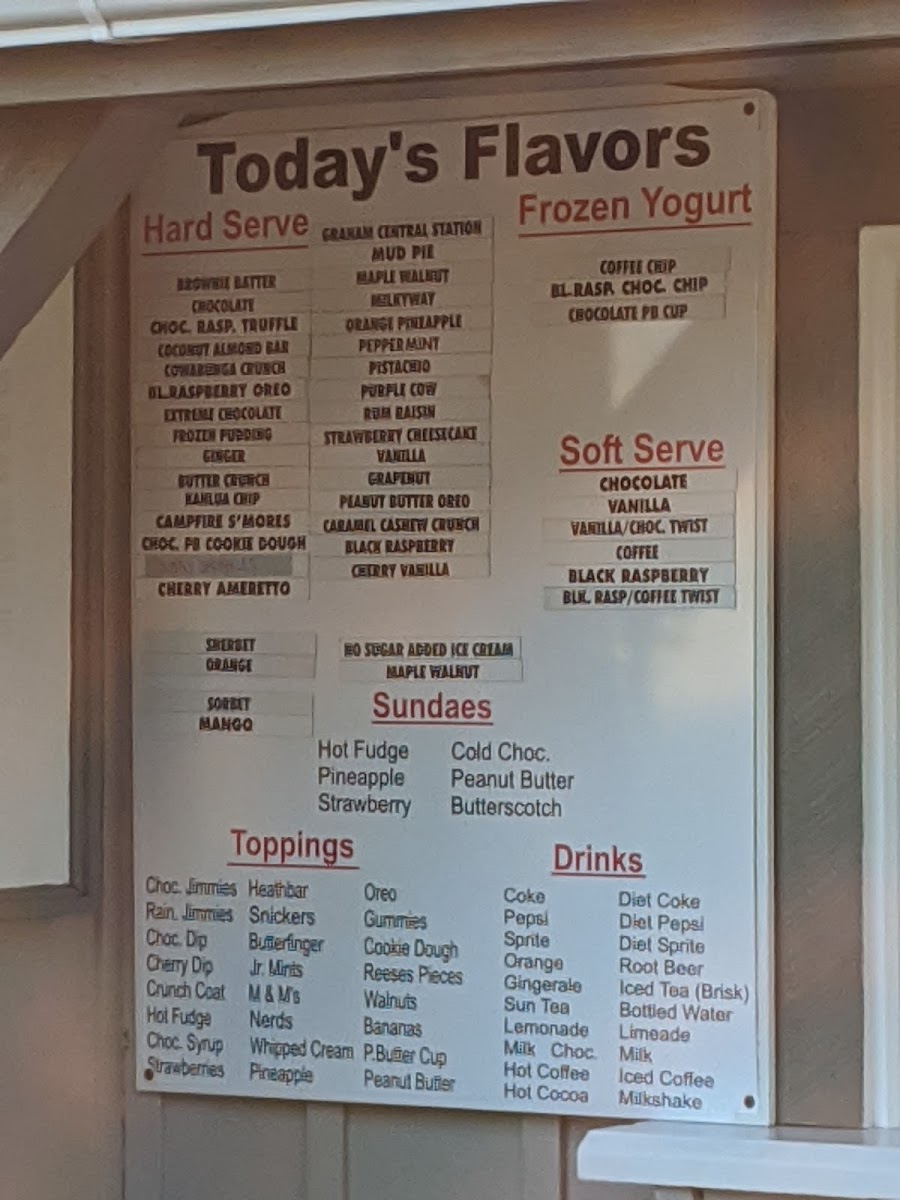 Today's Flavors
Hard Serve
BROWNIE BATTER
CHOCOLATE
CHOC. RASP. TRUFFLE
COCONUT ALMOND BAR
COWABUNGA CRUNCH
BL.RASPBERRY OREO
EXTREME CHOCOLATE
FROZEN PUDDING
GINGER
BUTTER CRUNCH
KAHLUA CHIP
CAMPFIRE S'MORES
CHOC. PB COOKIE DOUGH
CHERRY AMERETTO
GRAHAM CENTRAL STATION
MUD PIE
MAPLE WALNUT
MILKYWAY
ORANGE PINEAPPLE
PEPPERMINT
PISTACHIO
PURPLE COW
RUM RAISIN
STRAWBERRY CHEESECAKE
VANILLA
GRAPENUT
PEANUT BUTTER OREO
CARAMEL CASHEW CRUNCH
BLACK RASPBERRY
CHERRY VANILLA
Frozen Yogurt
COFFEE CHIP
BL.RASP. CHOC. CHIP
CHOCOLATE PB CUP
Soft Serve
CHOCOLATE
VANILLA
VANILLA/CHOC. TWIST
COFFEE
BLACK RASPBERRY
BLK. RASP/COFFEE TWIST
SHERBET
ORANGE
SORBET
MANGO
NO SUGAR ADDED ICE CREAM
MAPLE WALNUT
Sundaes
Hot Fudge
Pineapple
Strawberry
Cold Choc.
Peanut Butter
Butterscotch
Toppings
Choc. Jimmies
Rain. Jimmies
Choc. Dip
Cherry Dip
Crunch Coat
Hot Fudge
Choc. Syrup
Strawberries
Heathbar
Snickers
Butterfinger
Jr. Mints
M & M's
Nerds
Whipped Cream
Pineapple
Oreo
Gummies
Cookie Dough
Reeses Pieces
Walnuts
Bananas
P.Butter Cup
Peanut Butter
Drinks
Coke
Pepsi
Sprite
Orange
Gingerale
Sun Tea
Lemonade
Milk Choc.
Hot Coffee
Hot Cocoa
Diet Coke
Diet Pepsi
Diet Sprite
Root Beer
Iced Tea (Brisk)
Bottled Water
Limeade
Milk
Iced Coffee
Milkshake